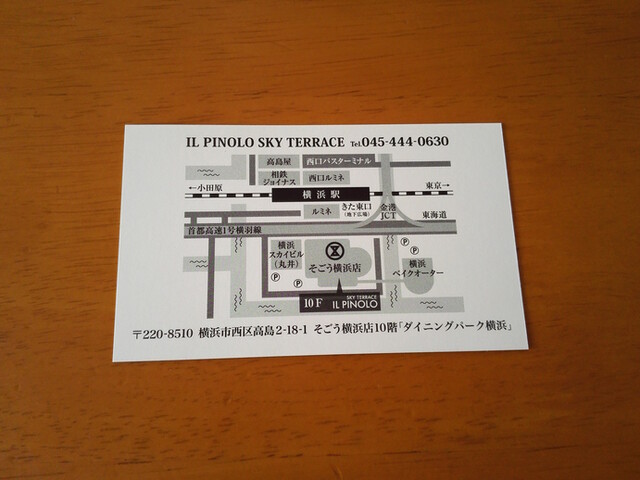 IL PINOLO SKY TERRACE Tel.045-444-0630
高島屋
西口バスターミナル
相鉄
ジョイナス
西口ルミネ
←小田原
東京→
横浜駅
ルミネ
きた東口
(地下広場)
金港
JCT
東海道
首都高速1号横羽線
横浜
スカイビル
(丸井)
そごう横浜店
横浜
ベイクォーター
P
P
P
P
10F
SKY TERRACE
IL PINOLO
〒220-8510 横浜市西区高島2-18-1 そごう横浜店10階「ダイニングパーク横浜」